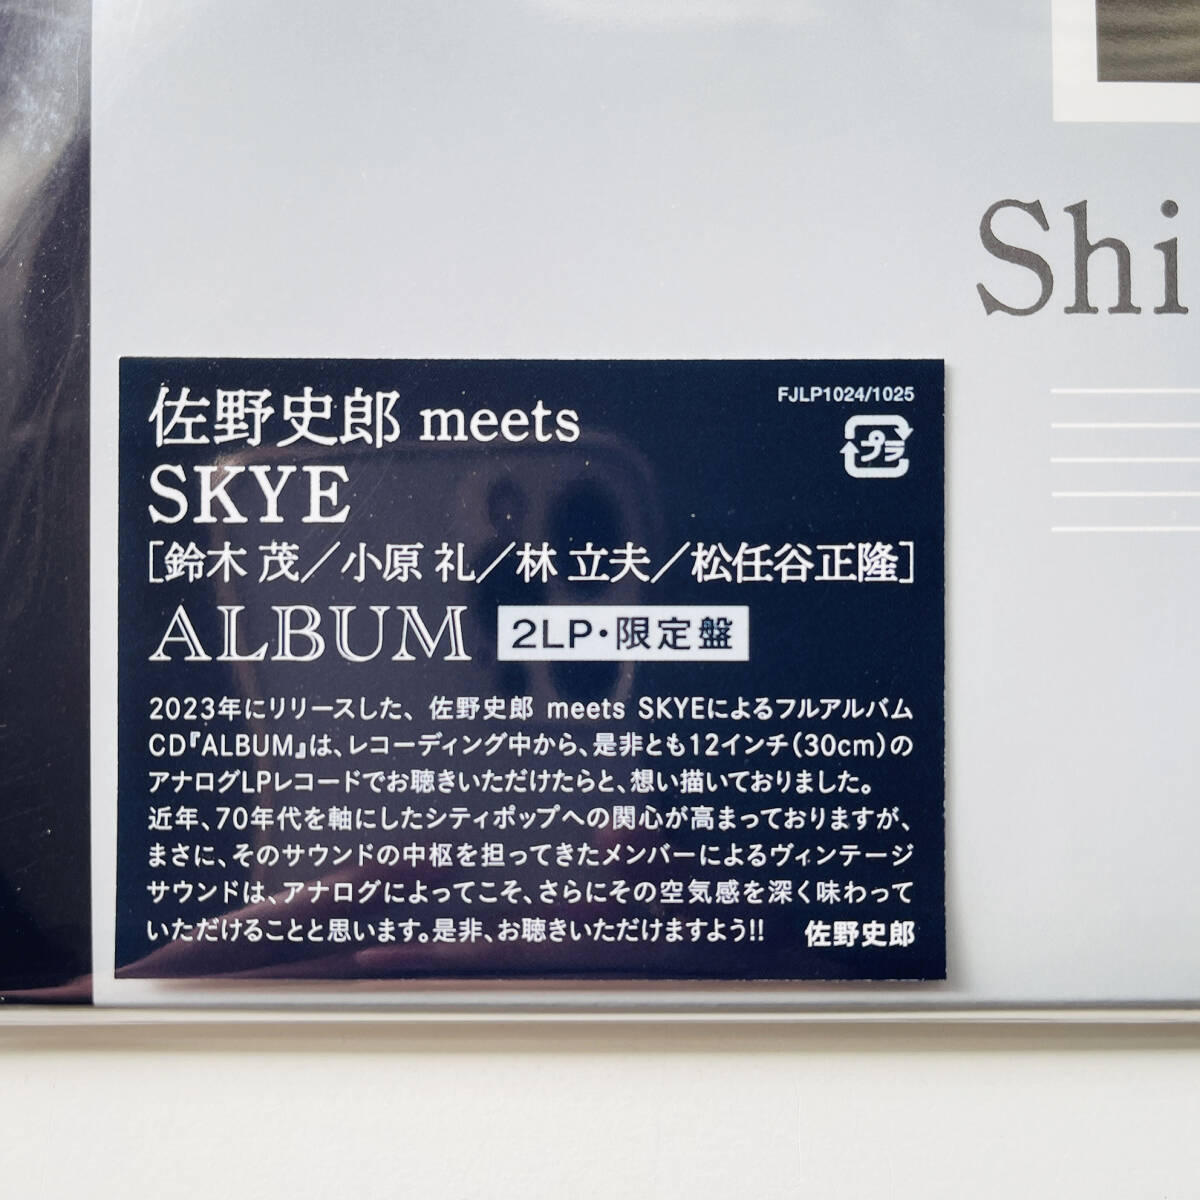 Shi
FJLP1024/1025
プラ
佐野史郎 meets
SKYE
[鈴木 茂／小原 礼／林 立夫／松任谷正隆]
ALBUM 2LP・限定盤
2023年にリリースした、佐野史郎 meets SKYEによるフルアルバム
CD『ALBUM』は、レコーディング中から、是非とも12インチ（30cm）の
アナログLPレコードでお聴きいただけたらと、想い描いておりました。
近年、70年代を軸にしたシティポップへの関心が高まっておりますが、
まさに、そのサウンドの中枢を担ってきたメンバーによるヴィンテージ
サウンドは、アナログによってこそ、さらにその空気感を深く味わって
いただけることと思います。是非、お聴きいただけますよう!! 佐野史郎